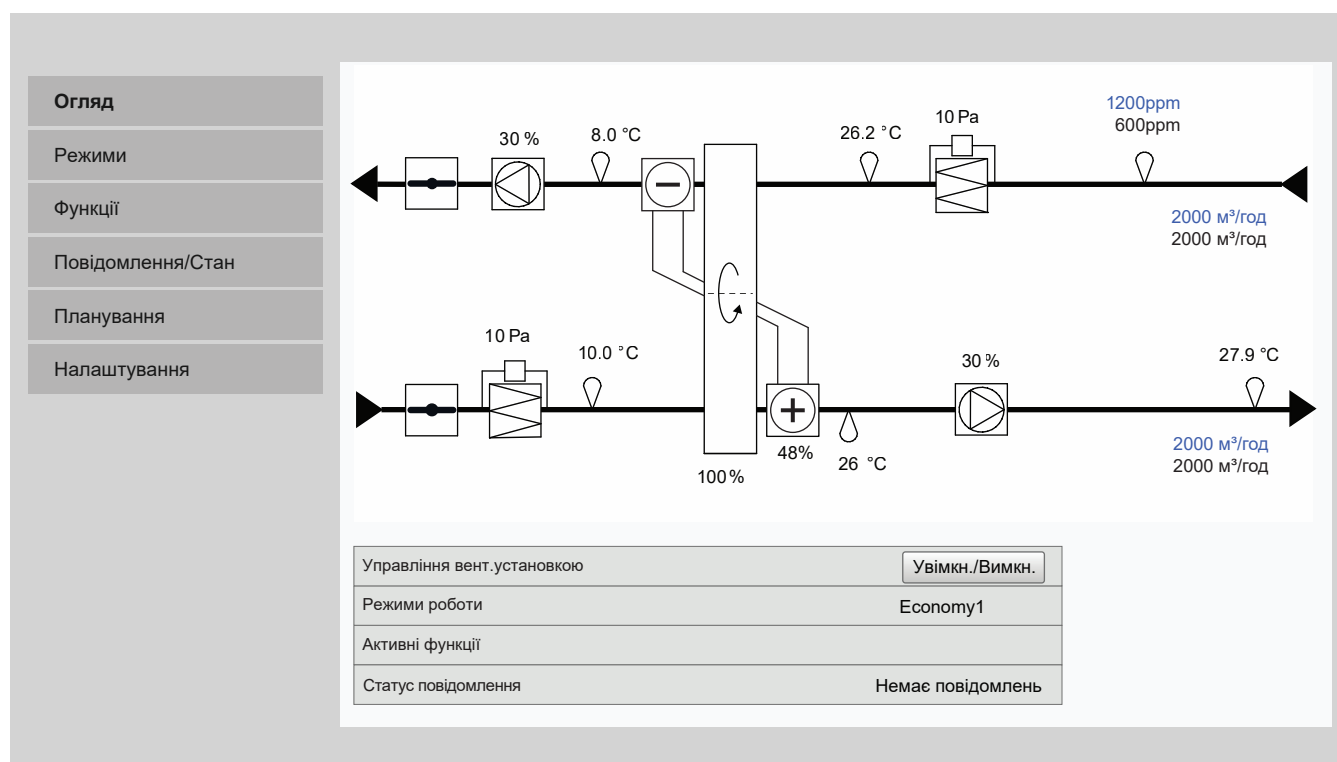 Огляд
Режими
Функції
Повідомлення/Стан
Планування
Налаштування
1200ppm
600ppm
30 %
8.0 °C
26.2 °C
10 Pa
2000 м³/год
2000 м³/год
10 Pa
10.0 °C
30 %
27.9 °C
48%
26 °C
100%
2000 м³/год
2000 м³/год
Управління вент.установкою Увімкн./Вимкн.
Режими роботи Economy1
Активні функції
Статус повідомлення Немає повідомлень